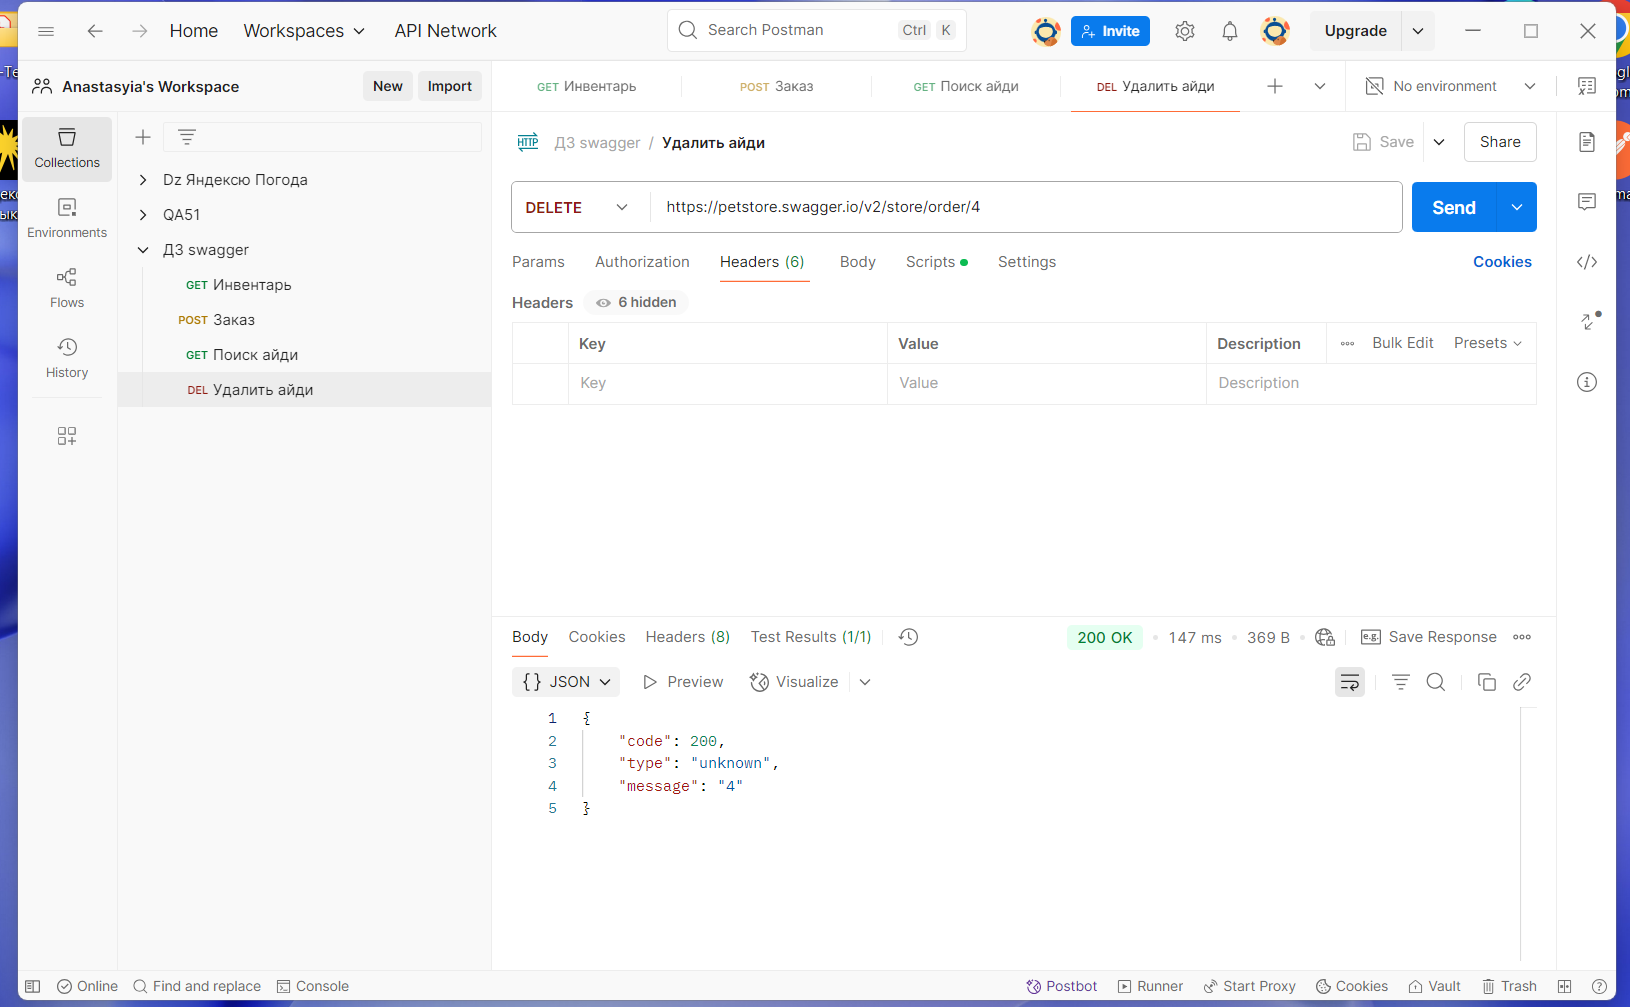 Home Workspaces API Network Search Postman Ctrl K Invite Upgrade
Anastasyia's Workspace New Import GET Инвентарь POST Заказ GET Поиск айди DEL Удалить айди No environment
Collections
Environments
Flows
History
Dz Яндексю Погода
QA51
ДЗ swagger
GET Инвентарь
POST Заказ
GET Поиск айди
DEL Удалить айди
HTTP ДЗ swagger / Удалить айди Save Share
DELETE https://petstore.swagger.io/v2/store/order/4 Send
Params Authorization Headers (6) Body Scripts Settings Cookies
Headers 6 hidden
Key Value Description Bulk Edit Presets
Key Value Description
Body Cookies Headers (8) Test Results (1/1) 200 OK 147 ms 369 B e.g. Save Response
{} JSON Preview Visualize
1 {
2 "code": 200,
3 "type": "unknown",
4 "message": "4"
5 }
Online Find and replace Console Postbot Runner Start Proxy Cookies Vault Trash